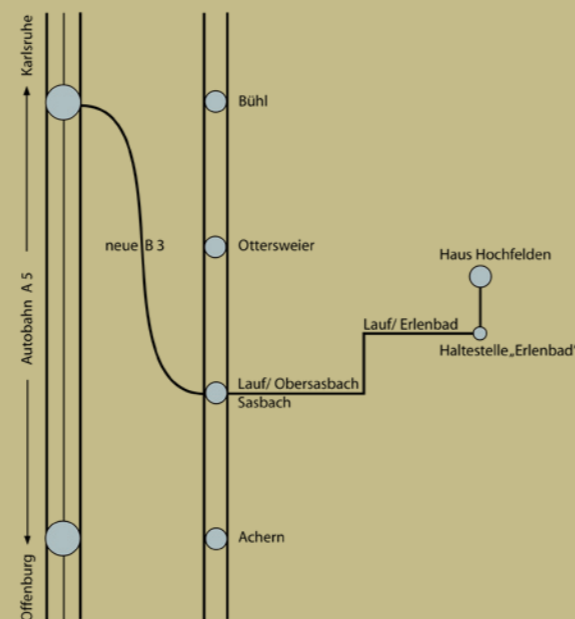 Karlsruhe
Bühl
neue B 3
Ottersweier
Haus Hochfelden
Autobahn A 5
Lauf/ Erlenbad
Haltestelle„Erlenbad“
Lauf/ Obersasbach
Sasbach
Achern
Offenburg